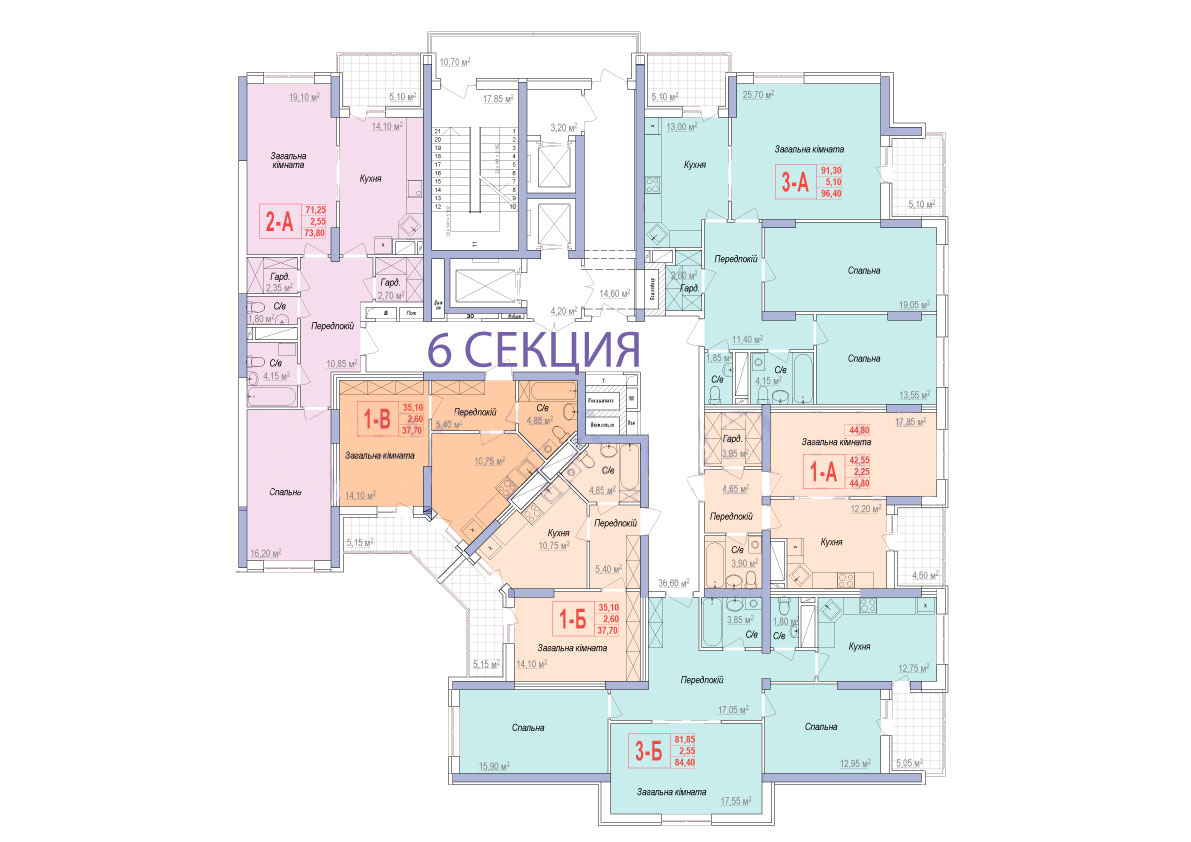 10,70 м²
19,10 м²
5,10 м²
17,85 м²
3,20 м²
5,10 м²
25,70 м²
14,10 м²
13,00 м²
21
20
19
18
17
16
15
14
13
12
1
2
3
4
5
6
7
8
9
10
11
Загальна
кімната
Кухня
2-А
71,25
2,55
73,80
Кухня
Загальна кімната
3-А
91,30
5,10
96,40
5,10 м²
Гард.
2,35 м²
Гард.
2,70 м²
С/в
1,80 м²
Передпокій
10,85 м²
С/в
4,15 м²
В
ЭО
4,20 м²
14,60 м²
2,60 м²
Гард.
Передпокій
11,40 м²
Спальна
19,05 м²
6 СЕКЦИЯ
1,85 м²
С/в
С/в
4,15 м²
Спальна
13,55 м²
1-В
35,10
2,60
37,70
Загальна кімната
14,10 м²
Передпокій
5,40 м²
С/в
4,85 м²
10,75 м²
Спальна
16,20 м²
5,15 м²
Гард.
3,95 м²
17,85 м²
44,80
Загальна кімната
1-А
42,55
2,25
44,80
4,65 м²
Передпокій
12,20 м²
Кухня
С/в
3,90 м²
4,50 м²
С/в
4,85 м²
Кухня
10,75 м²
Передпокій
5,40 м²
36,60 м²
1-Б
35,10
2,60
37,70
Загальна кімната
14,10 м²
5,15 м²
3,85 м²
С/в
1,80 м²
С/в
Кухня
12,75 м²
Передпокій
17,05 м²
Спальна
15,90 м²
3-Б
81,85
2,55
84,40
Загальна кімната
17,55 м²
Спальна
12,95 м²
5,05 м²